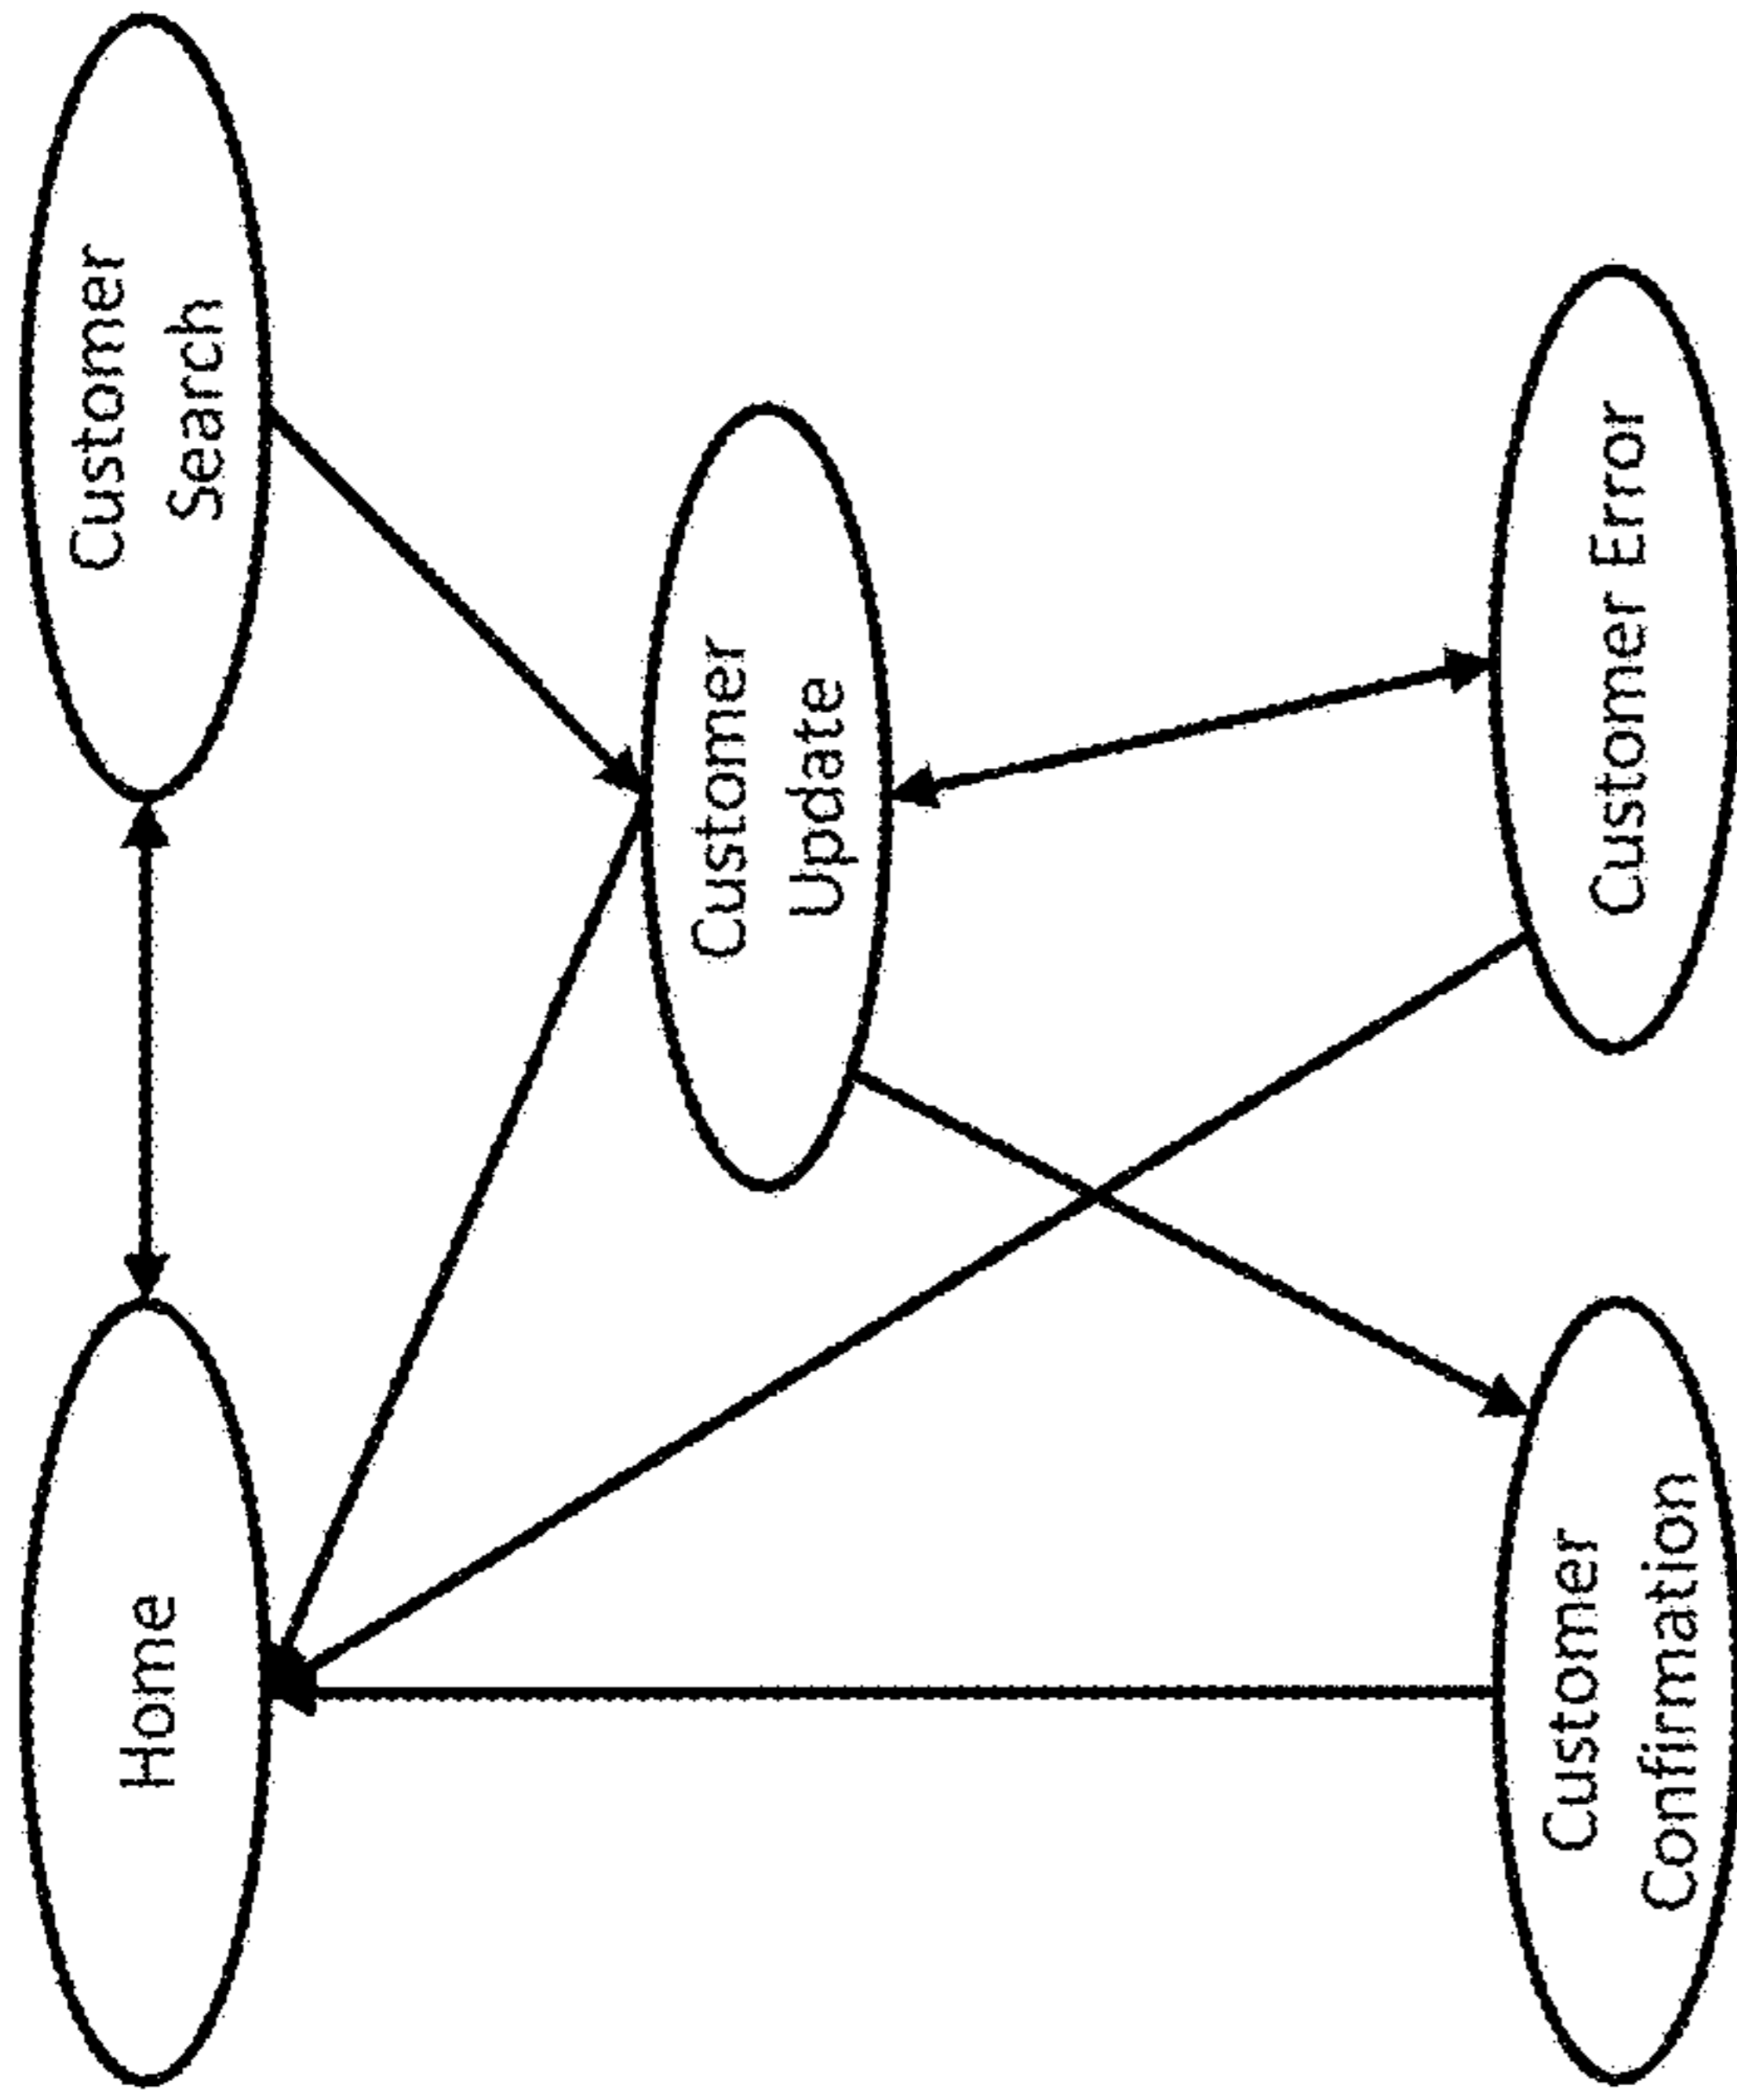 Home
Customer
Search
Customer
Update
Customer
Confirmation
Customer Error